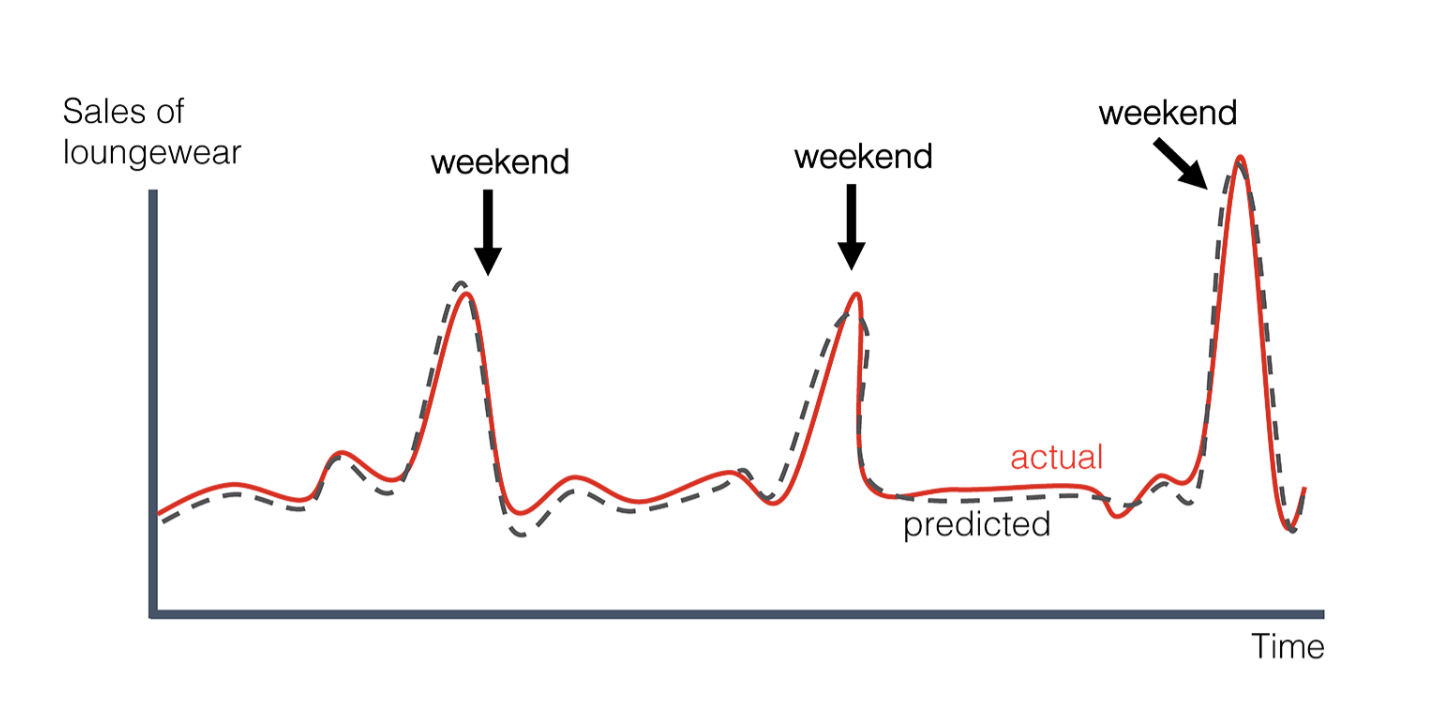 Sales of
loungewear
weekend
weekend
weekend
actual
predicted
Time